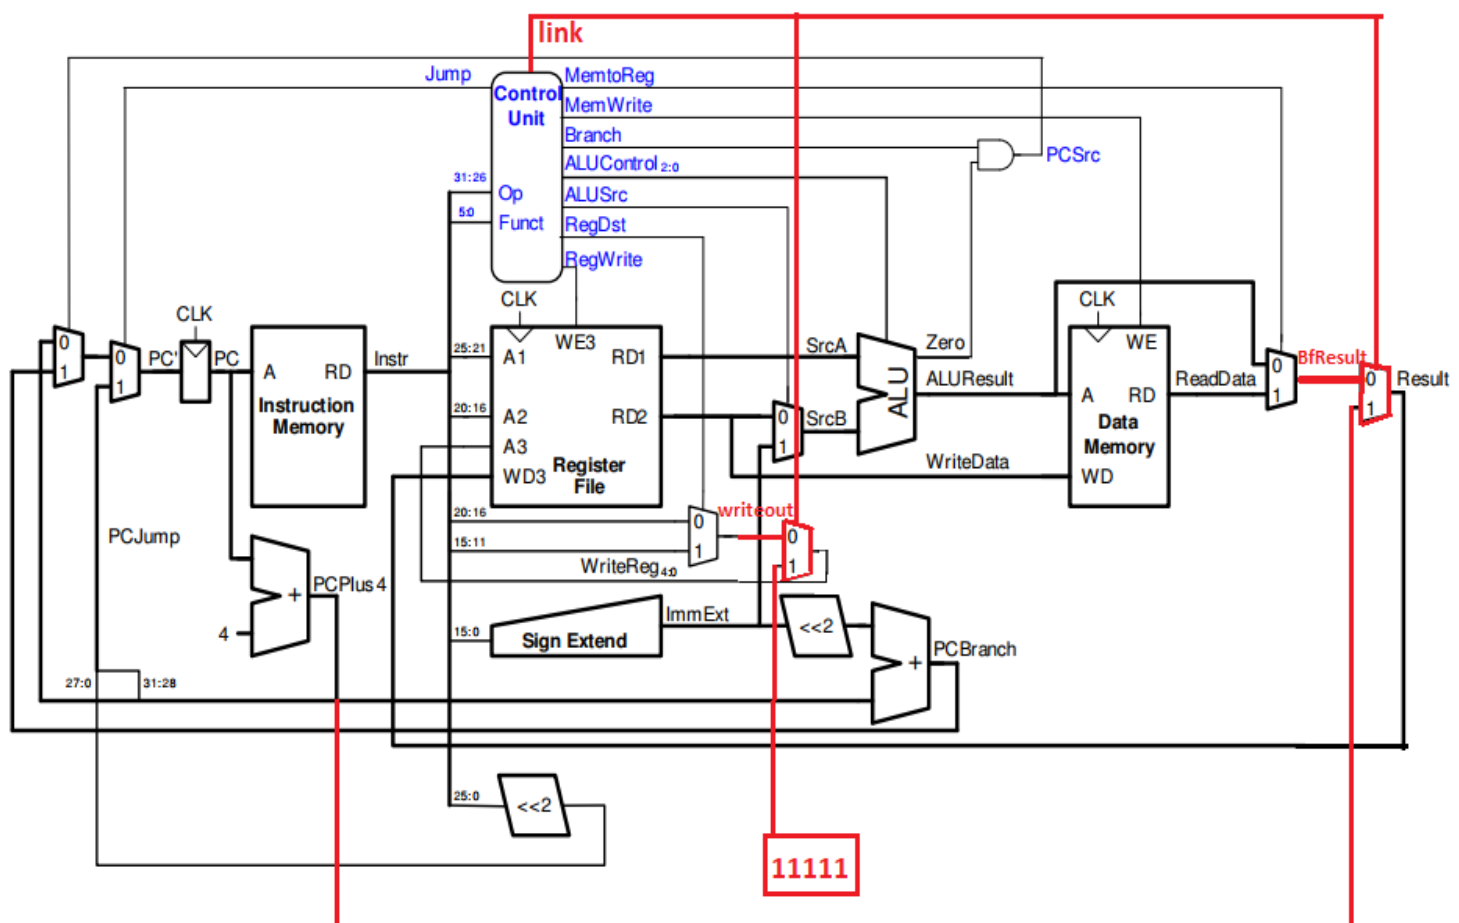 link
Jump
MemtoReg
Control
Unit
MemWrite
Branch
PCSrc
ALUControl 2:0
31:26
Op
ALUSrc
5:0
Funct
RegDst
RegWrite
CLK
CLK
CLK
0
1
0
1
PC'
PC
A
RD
Instruction
Memory
Instr
25:21
A1
WE3
RD1
20:16
A2
RD2
A3
WD3
Register
File
SrcA
0
1
SrcB
ALU
Zero
ALUResult
WriteData
WE
A
RD
Data
Memory
WD
ReadData
0
1
BfResult
0
1
Result
20:16
0
15:11
1
writeout
0
1
WriteReg 4:0
PCJump
+
PCPlus4
4
15:0
Sign Extend
ImmExt
<<2
+
PCBranch
27:0
31:28
25:0
<<2
11111